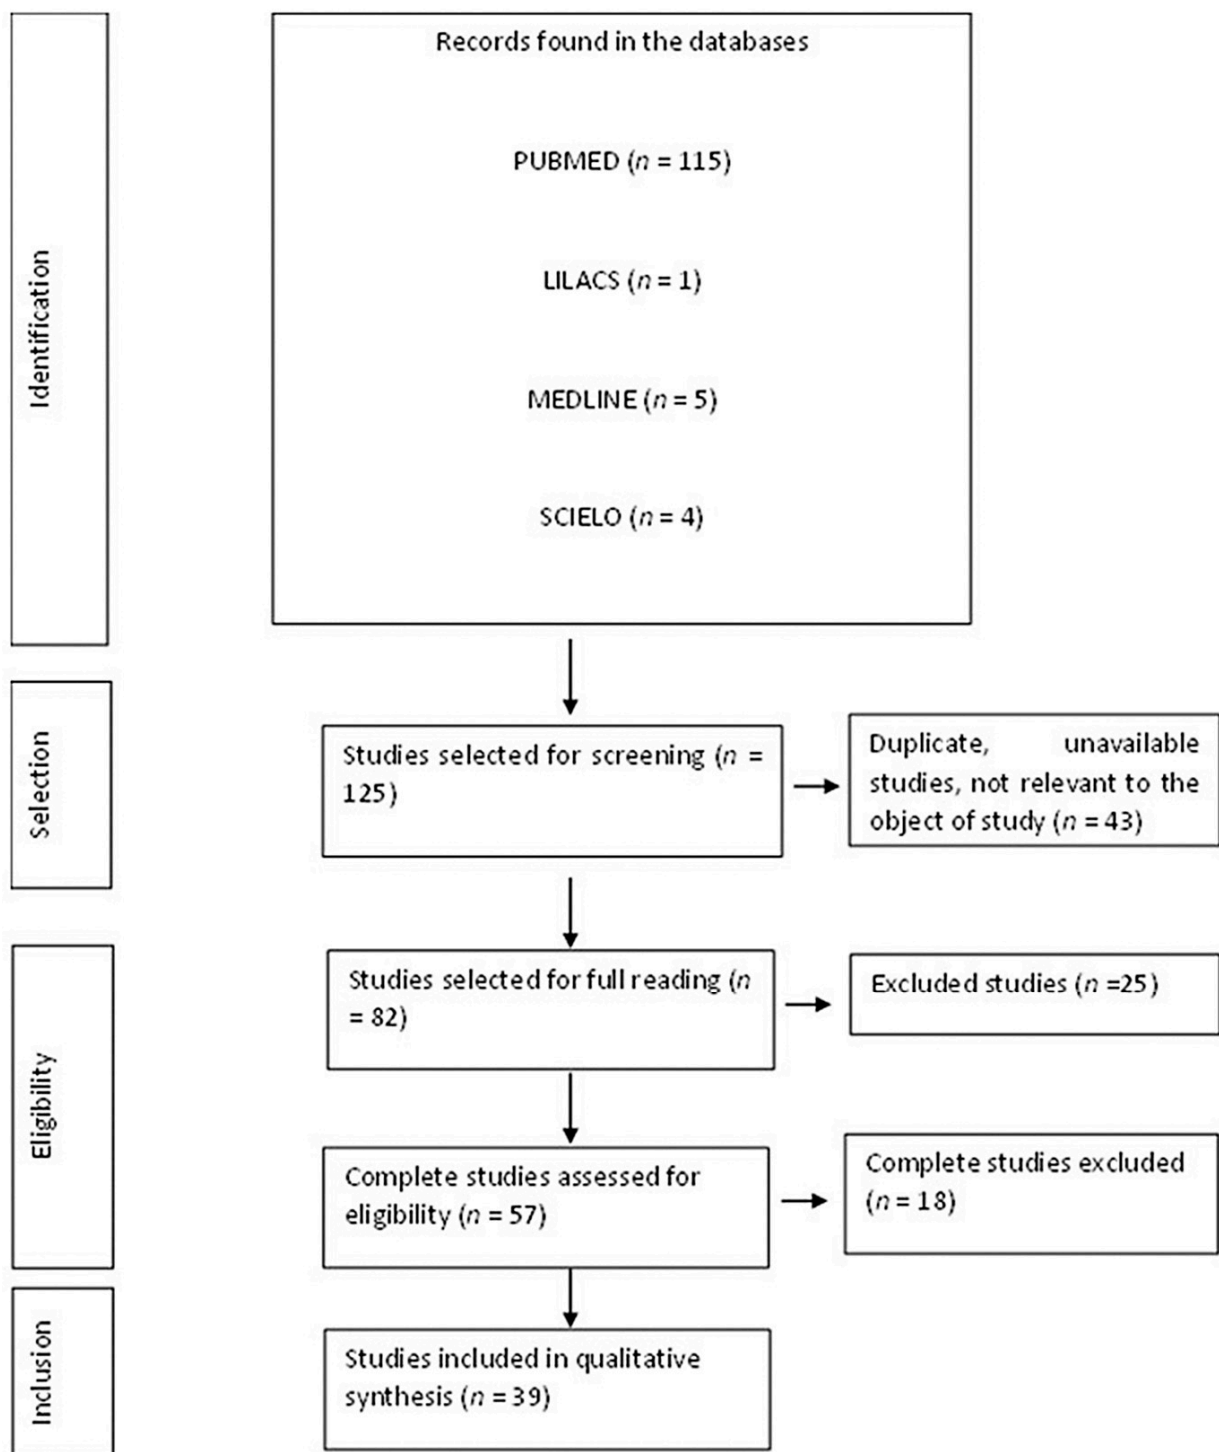 Identification
Records found in the databases
PUBMED (n = 115)
LILACS (n = 1)
MEDLINE (n = 5)
SCIELO (n = 4)
Selection
Studies selected for screening (n =
125)
Duplicate, unavailable
studies, not relevant to the
object of study (n = 43)
Eligibility
Studies selected for full reading (n
= 82)
Excluded studies (n =25)
Complete studies assessed for
eligibility (n = 57)
Complete studies excluded
(n = 18)
Inclusion
Studies included in qualitative
synthesis (n = 39)